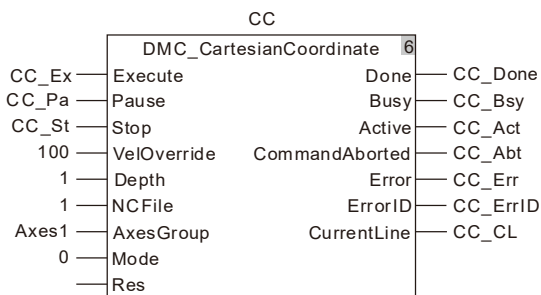 CC
DMC_CartesianCoordinate 6
CC_Ex Execute Done CC_Done
CC_Pa Pause Busy CC_Bsy
CC_St Stop Active CC_Act
100 VelOverride CommandAborted CC_Abt
1 Depth Error CC_Err
1 NCFile ErrorID CC_ErrID
Axes1 AxesGroup CurrentLine CC_CL
0 Mode
Res